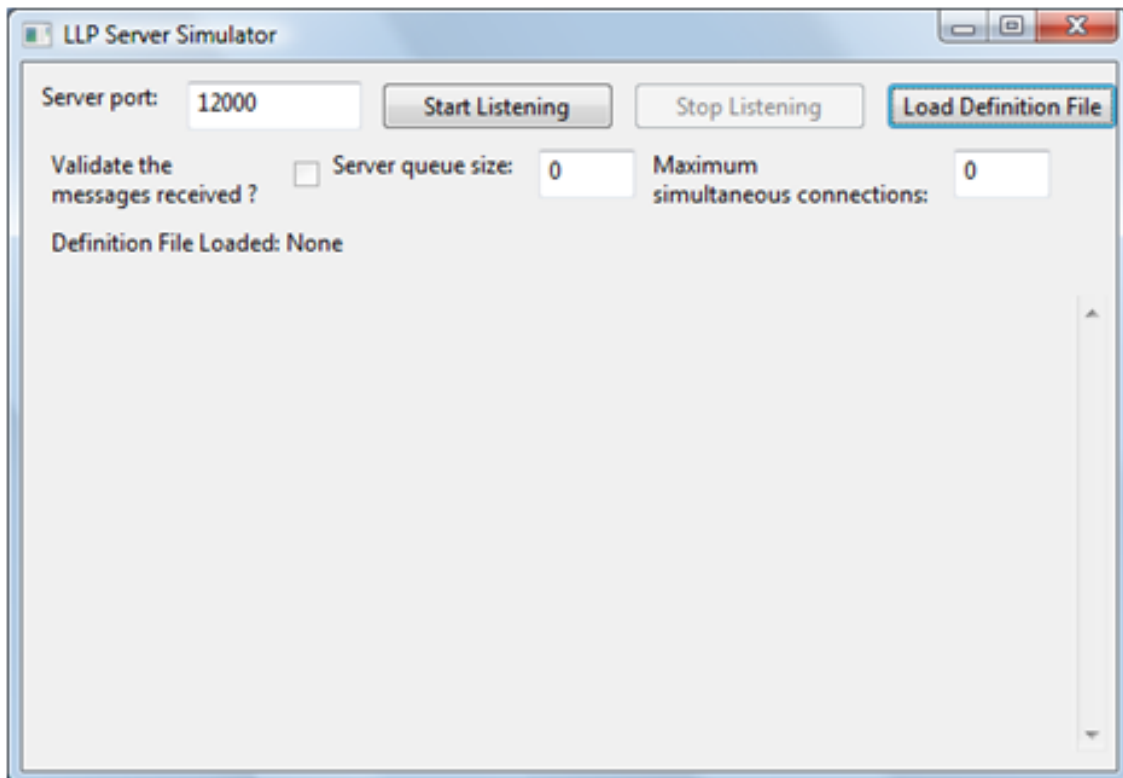 LLP Server Simulator
Server port: 12000 Start Listening Stop Listening Load Definition File
Validate the messages received ? Server queue size: 0 Maximum simultaneous connections: 0
Definition File Loaded: None